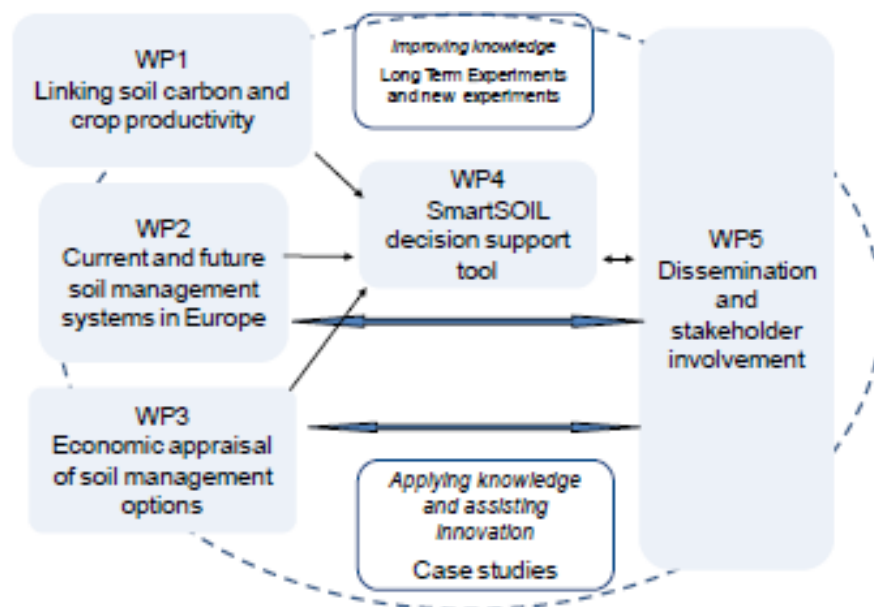 WP1
Linking soil carbon and
crop productivity
Improving knowledge
Long Term Experiments
and new experiments
WP2
Current and future
soil management
systems in Europe
WP4
SmartSOIL
decision support
tool
WP5
Dissemination
and
stakeholder
involvement
WP3
Economic appraisal
of soil management
options
Applying knowledge
and assisting
innovation
Case studies